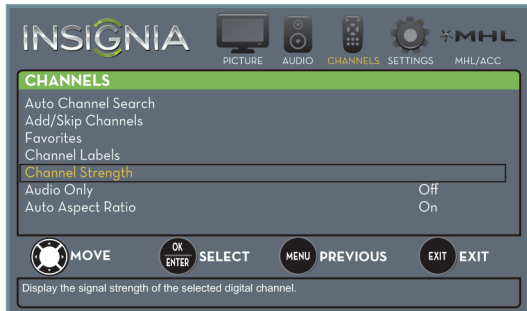 INSIGNIA
PICTURE AUDIO CHANNELS SETTINGS MHL MHL/ACC
CHANNELS
Auto Channel Search
Add/Skip Channels
Favorites
Channel Labels
Channel Strength
Audio Only Off
Auto Aspect Ratio On
MOVE OK ENTER SELECT MENU PREVIOUS EXIT EXIT
Display the signal strength of the selected digital channel.